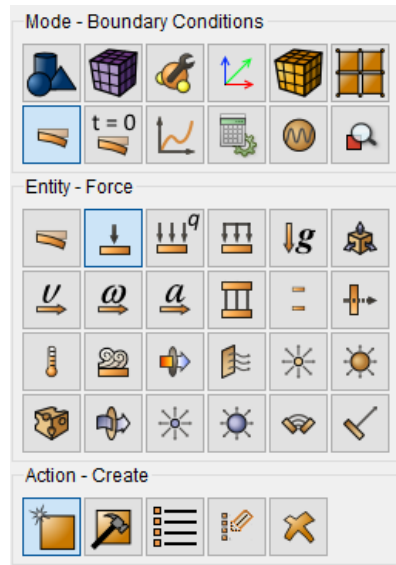 Mode - Boundary Conditions
t = 0
Entity - Force
q
g
υ ω a
Action - Create